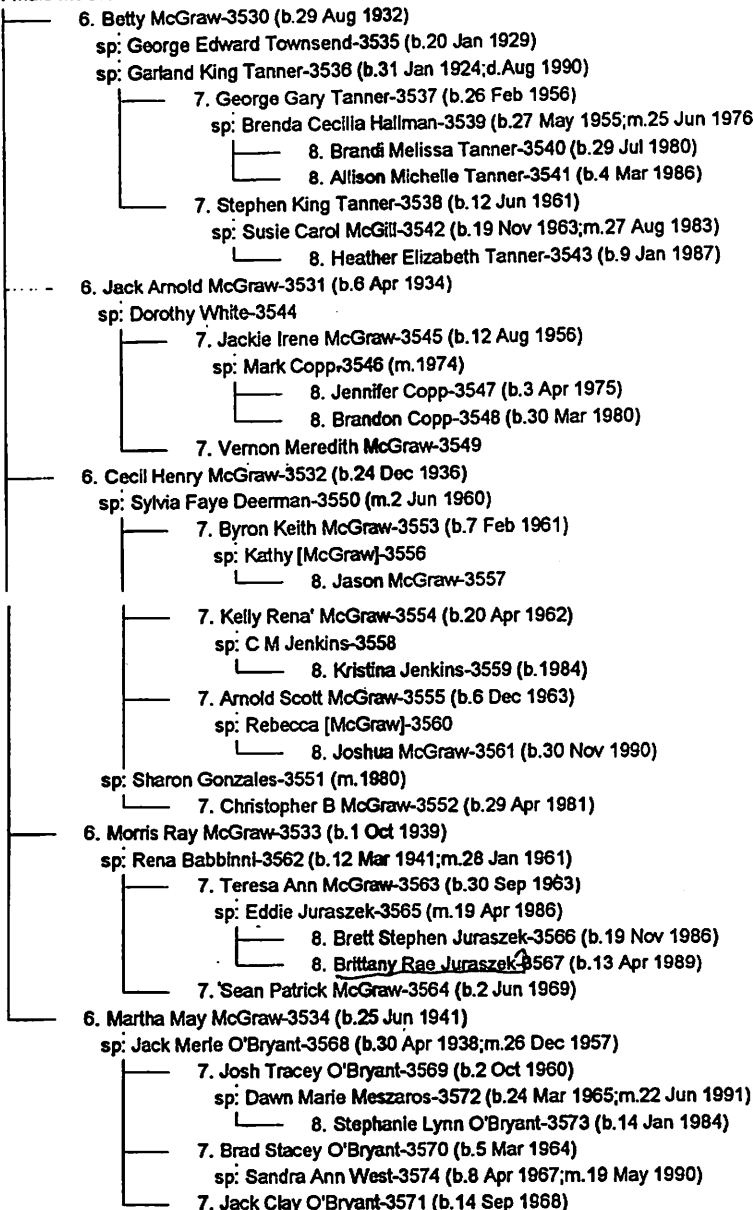 6. Betty McGraw-3530 (b.29 Aug 1932)
sp: George Edward Townsend-3535 (b.20 Jan 1929)
sp: Garland King Tanner-3536 (b.31 Jan 1924;d.Aug 1990)
7. George Gary Tanner-3537 (b.26 Feb 1956)
sp: Brenda Cecilia Hallman-3539 (b.27 May 1955;m.25 Jun 1976
8. Brandi Melissa Tanner-3540 (b.29 Jul 1980)
8. Allison Michelle Tanner-3541 (b.4 Mar 1986)
7. Stephen King Tanner-3538 (b.12 Jun 1961)
sp: Susie Carol McGill-3542 (b.19 Nov 1963;m.27 Aug 1983)
8. Heather Elizabeth Tanner-3543 (b.9 Jan 1987)
6. Jack Arnold McGraw-3531 (b.6 Apr 1934)
sp: Dorothy White-3544
7. Jackie Irene McGraw-3545 (b.12 Aug 1956)
sp: Mark Copp-3546 (m.1974)
8. Jennifer Copp-3547 (b.3 Apr 1975)
8. Brandon Copp-3548 (b.30 Mar 1980)
7. Vernon Meredith McGraw-3549
6. Cecil Henry McGraw-3532 (b.24 Dec 1936)
sp: Sylvia Faye Deerman-3550 (m.2 Jun 1960)
7. Byron Keith McGraw-3553 (b.7 Feb 1961)
sp: Kathy [McGraw]-3556
8. Jason McGraw-3557
7. Kelly Rena' McGraw-3554 (b.20 Apr 1962)
sp: C M Jenkins-3558
8. Kristina Jenkins-3559 (b.1984)
7. Arnold Scott McGraw-3555 (b.6 Dec 1963)
sp: Rebecca [McGraw]-3560
8. Joshua McGraw-3561 (b.30 Nov 1990)
sp: Sharon Gonzales-3551 (m.1980)
7. Christopher B McGraw-3552 (b.29 Apr 1981)
6. Morris Ray McGraw-3533 (b.1 Oct 1939)
sp: Rena Babbinni-3562 (b.12 Mar 1941;m.28 Jan 1961)
7. Teresa Ann McGraw-3563 (b.30 Sep 1963)
sp: Eddie Juraszek-3565 (m.19 Apr 1986)
8. Brett Stephen Juraszek-3566 (b.19 Nov 1986)
8. Brittany Rae Juraszek-3567 (b.13 Apr 1989)
7. Sean Patrick McGraw-3564 (b.2 Jun 1969)
6. Martha May McGraw-3534 (b.25 Jun 1941)
sp: Jack Merle O'Bryant-3568 (b.30 Apr 1938;m.26 Dec 1957)
7. Josh Tracey O'Bryant-3569 (b.2 Oct 1960)
sp: Dawn Marie Meszaros-3572 (b.24 Mar 1965;m.22 Jun 1991)
8. Stephanie Lynn O'Bryant-3573 (b.14 Jan 1984)
7. Brad Stacey O'Bryant-3570 (b.5 Mar 1964)
sp: Sandra Ann West-3574 (b.8 Apr 1967;m.19 May 1990)
7. Jack Clay O'Bryant-3571 (b.14 Sep 1968)